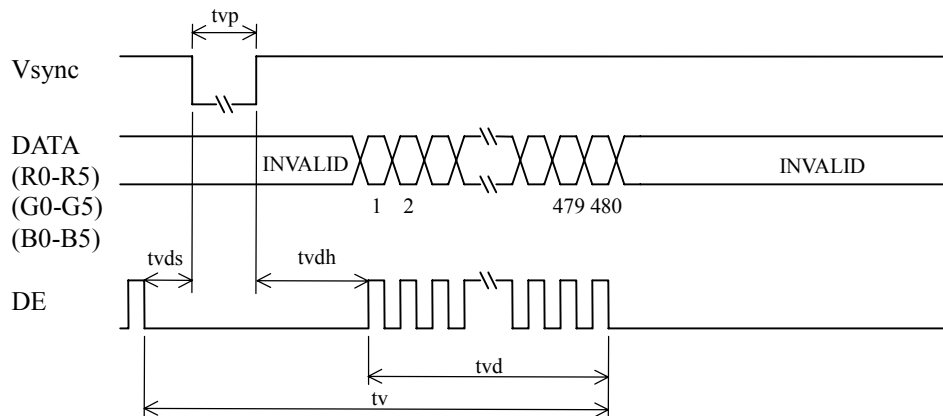 tvp
Vsync
DATA
(R0-R5)
(G0-G5)
(B0-B5)
INVALID
INVALID
1 2 479 480
tvds
tvdh
DE
tvd
tv